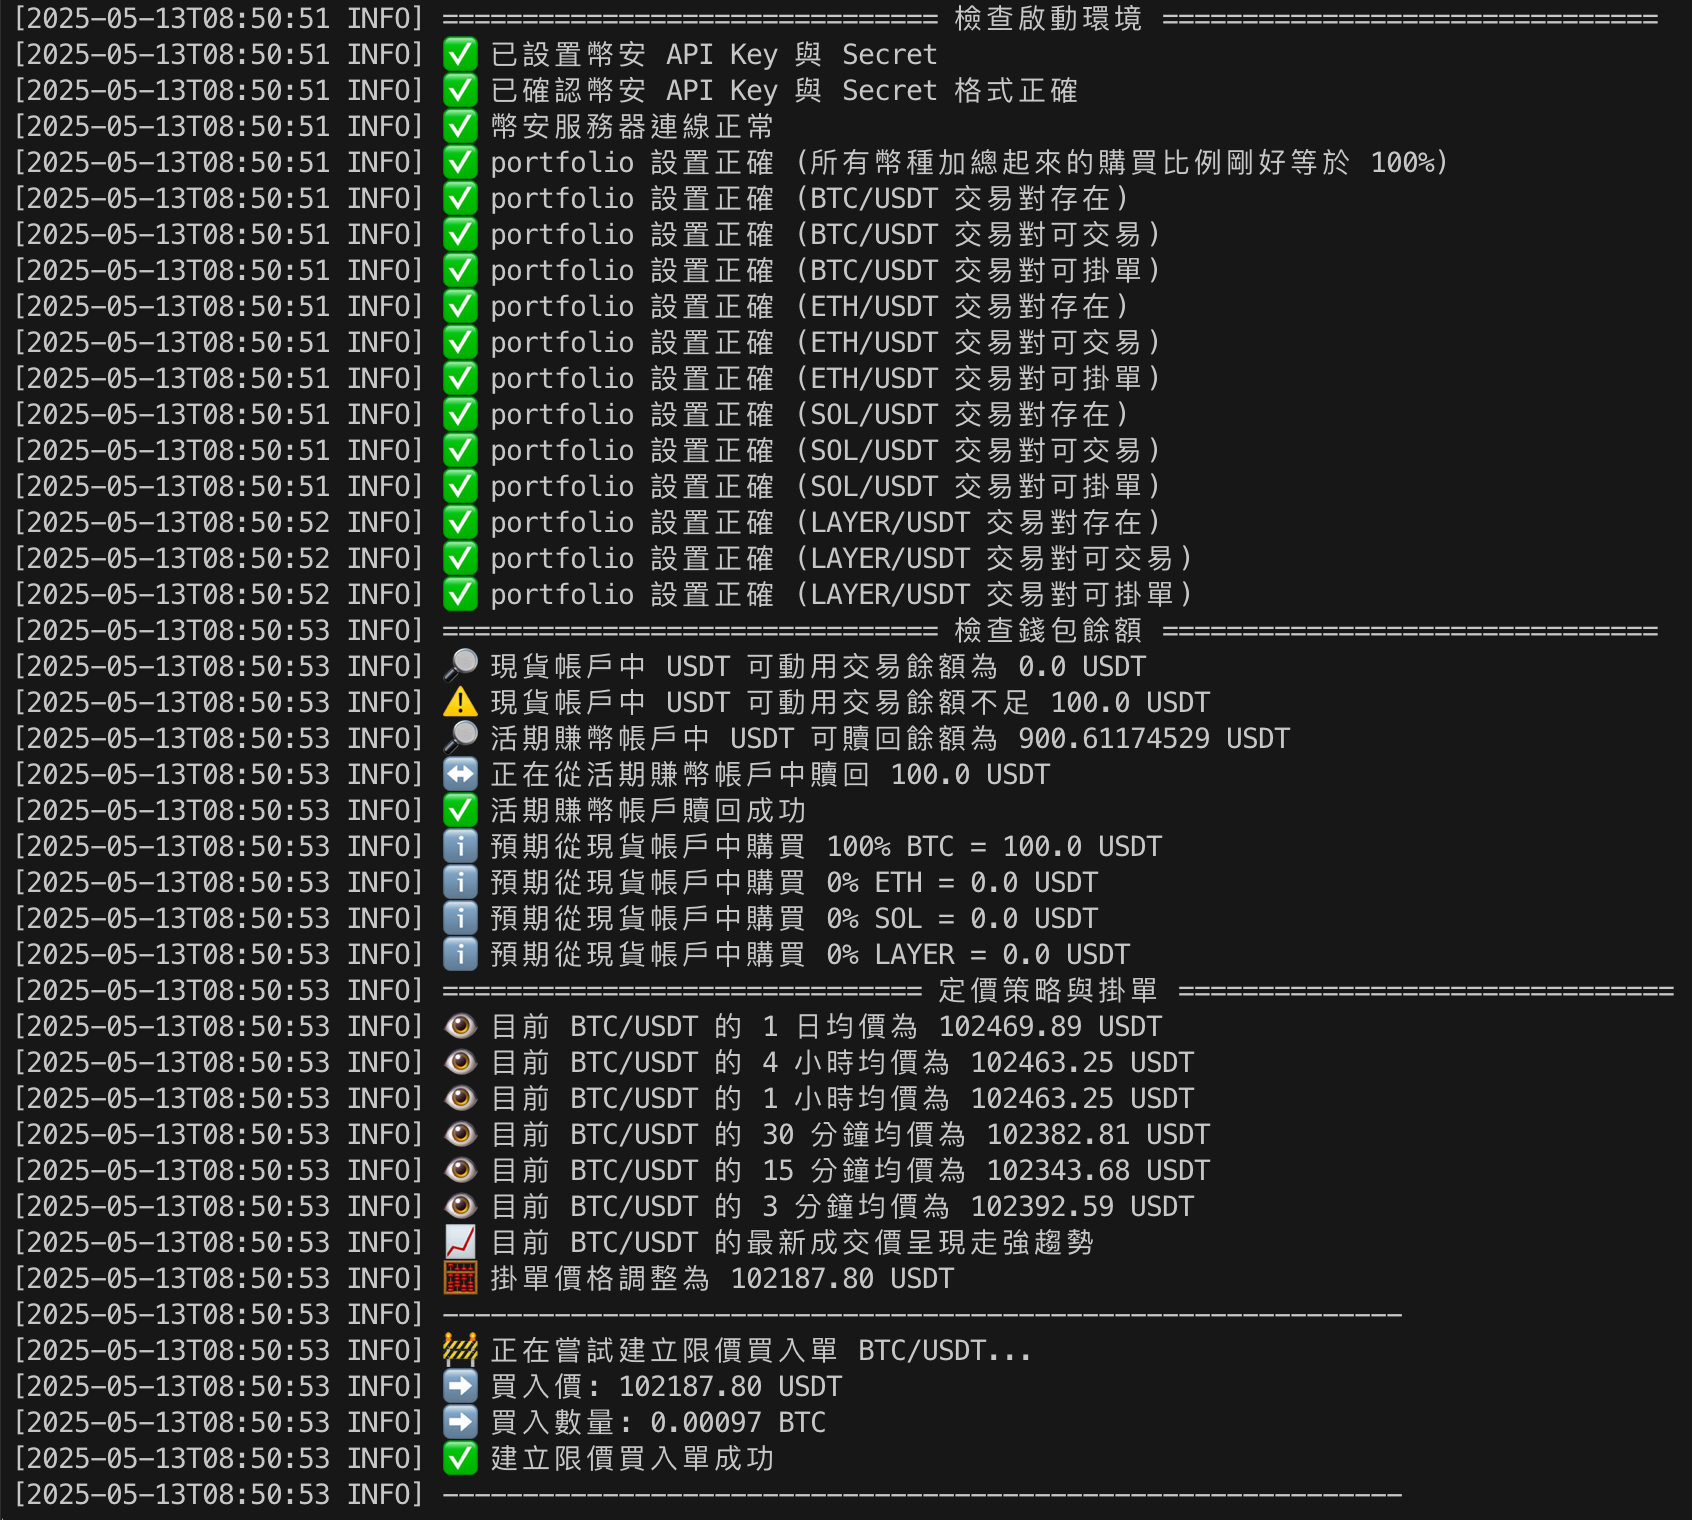 [2025-05-13T08:50:51 INFO] =============================== 檢查啟動環境 ===============================
[2025-05-13T08:50:51 INFO] ✅ 已設置幣安 API Key 與 Secret
[2025-05-13T08:50:51 INFO] ✅ 已確認幣安 API Key 與 Secret 格式正確
[2025-05-13T08:50:51 INFO] ✅ 幣安服務器連線正常
[2025-05-13T08:50:51 INFO] ✅ portfolio 設置正確 (所有幣種加總起來的購買比例剛好等於 100%)
[2025-05-13T08:50:51 INFO] ✅ portfolio 設置正確 (BTC/USDT 交易對存在)
[2025-05-13T08:50:51 INFO] ✅ portfolio 設置正確 (BTC/USDT 交易對可交易)
[2025-05-13T08:50:51 INFO] ✅ portfolio 設置正確 (BTC/USDT 交易對可掛單)
[2025-05-13T08:50:51 INFO] ✅ portfolio 設置正確 (ETH/USDT 交易對存在)
[2025-05-13T08:50:51 INFO] ✅ portfolio 設置正確 (ETH/USDT 交易對可交易)
[2025-05-13T08:50:51 INFO] ✅ portfolio 設置正確 (ETH/USDT 交易對可掛單)
[2025-05-13T08:50:51 INFO] ✅ portfolio 設置正確 (SOL/USDT 交易對存在)
[2025-05-13T08:50:51 INFO] ✅ portfolio 設置正確 (SOL/USDT 交易對可交易)
[2025-05-13T08:50:51 INFO] ✅ portfolio 設置正確 (SOL/USDT 交易對可掛單)
[2025-05-13T08:50:52 INFO] ✅ portfolio 設置正確 (LAYER/USDT 交易對存在)
[2025-05-13T08:50:52 INFO] ✅ portfolio 設置正確 (LAYER/USDT 交易對可交易)
[2025-05-13T08:50:52 INFO] ✅ portfolio 設置正確 (LAYER/USDT 交易對可掛單)
[2025-05-13T08:50:53 INFO] =============================== 檢查錢包餘額 ===============================
[2025-05-13T08:50:53 INFO] 🔎 現貨帳戶中 USDT 可動用交易餘額為 0.0 USDT
[2025-05-13T08:50:53 INFO] ⚠️ 現貨帳戶中 USDT 可動用交易餘額不足 100.0 USDT
[2025-05-13T08:50:53 INFO] 🔎 活期賺幣帳戶中 USDT 可贖回餘額為 900.61174529 USDT
[2025-05-13T08:50:53 INFO] ↔️ 正在從活期賺幣帳戶中贖回 100.0 USDT
[2025-05-13T08:50:53 INFO] ✅ 活期賺幣帳戶贖回成功
[2025-05-13T08:50:53 INFO] ℹ️ 預期從現貨帳戶中購買 100% BTC = 100.0 USDT
[2025-05-13T08:50:53 INFO] ℹ️ 預期從現貨帳戶中購買 0% ETH = 0.0 USDT
[2025-05-13T08:50:53 INFO] ℹ️ 預期從現貨帳戶中購買 0% SOL = 0.0 USDT
[2025-05-13T08:50:53 INFO] ℹ️ 預期從現貨帳戶中購買 0% LAYER = 0.0 USDT
[2025-05-13T08:50:53 INFO] ============================== 定價策略與掛單 ===============================
[2025-05-13T08:50:53 INFO] 👁️ 目前 BTC/USDT 的 1 日均價為 102469.89 USDT
[2025-05-13T08:50:53 INFO] 👁️ 目前 BTC/USDT 的 4 小時均價為 102463.25 USDT
[2025-05-13T08:50:53 INFO] 👁️ 目前 BTC/USDT 的 1 小時均價為 102463.25 USDT
[2025-05-13T08:50:53 INFO] 👁️ 目前 BTC/USDT 的 30 分鐘均價為 102382.81 USDT
[2025-05-13T08:50:53 INFO] 👁️ 目前 BTC/USDT 的 15 分鐘均價為 102343.68 USDT
[2025-05-13T08:50:53 INFO] 👁️ 目前 BTC/USDT 的 3 分鐘均價為 102392.59 USDT
[2025-05-13T08:50:53 INFO] 📈 目前 BTC/USDT 的最新成交價呈現走強趨勢
[2025-05-13T08:50:53 INFO] 🧮 掛單價格調整為 102187.80 USDT
[2025-05-13T08:50:53 INFO] ------------------------------------------------------------
[2025-05-13T08:50:53 INFO] 🚧 正在嘗試建立限價買入單 BTC/USDT...
[2025-05-13T08:50:53 INFO] ➡️ 買入價: 102187.80 USDT
[2025-05-13T08:50:53 INFO] ➡️ 買入數量: 0.00097 BTC
[2025-05-13T08:50:53 INFO] ✅ 建立限價買入單成功
[2025-05-13T08:50:53 INFO] ------------------------------------------------------------